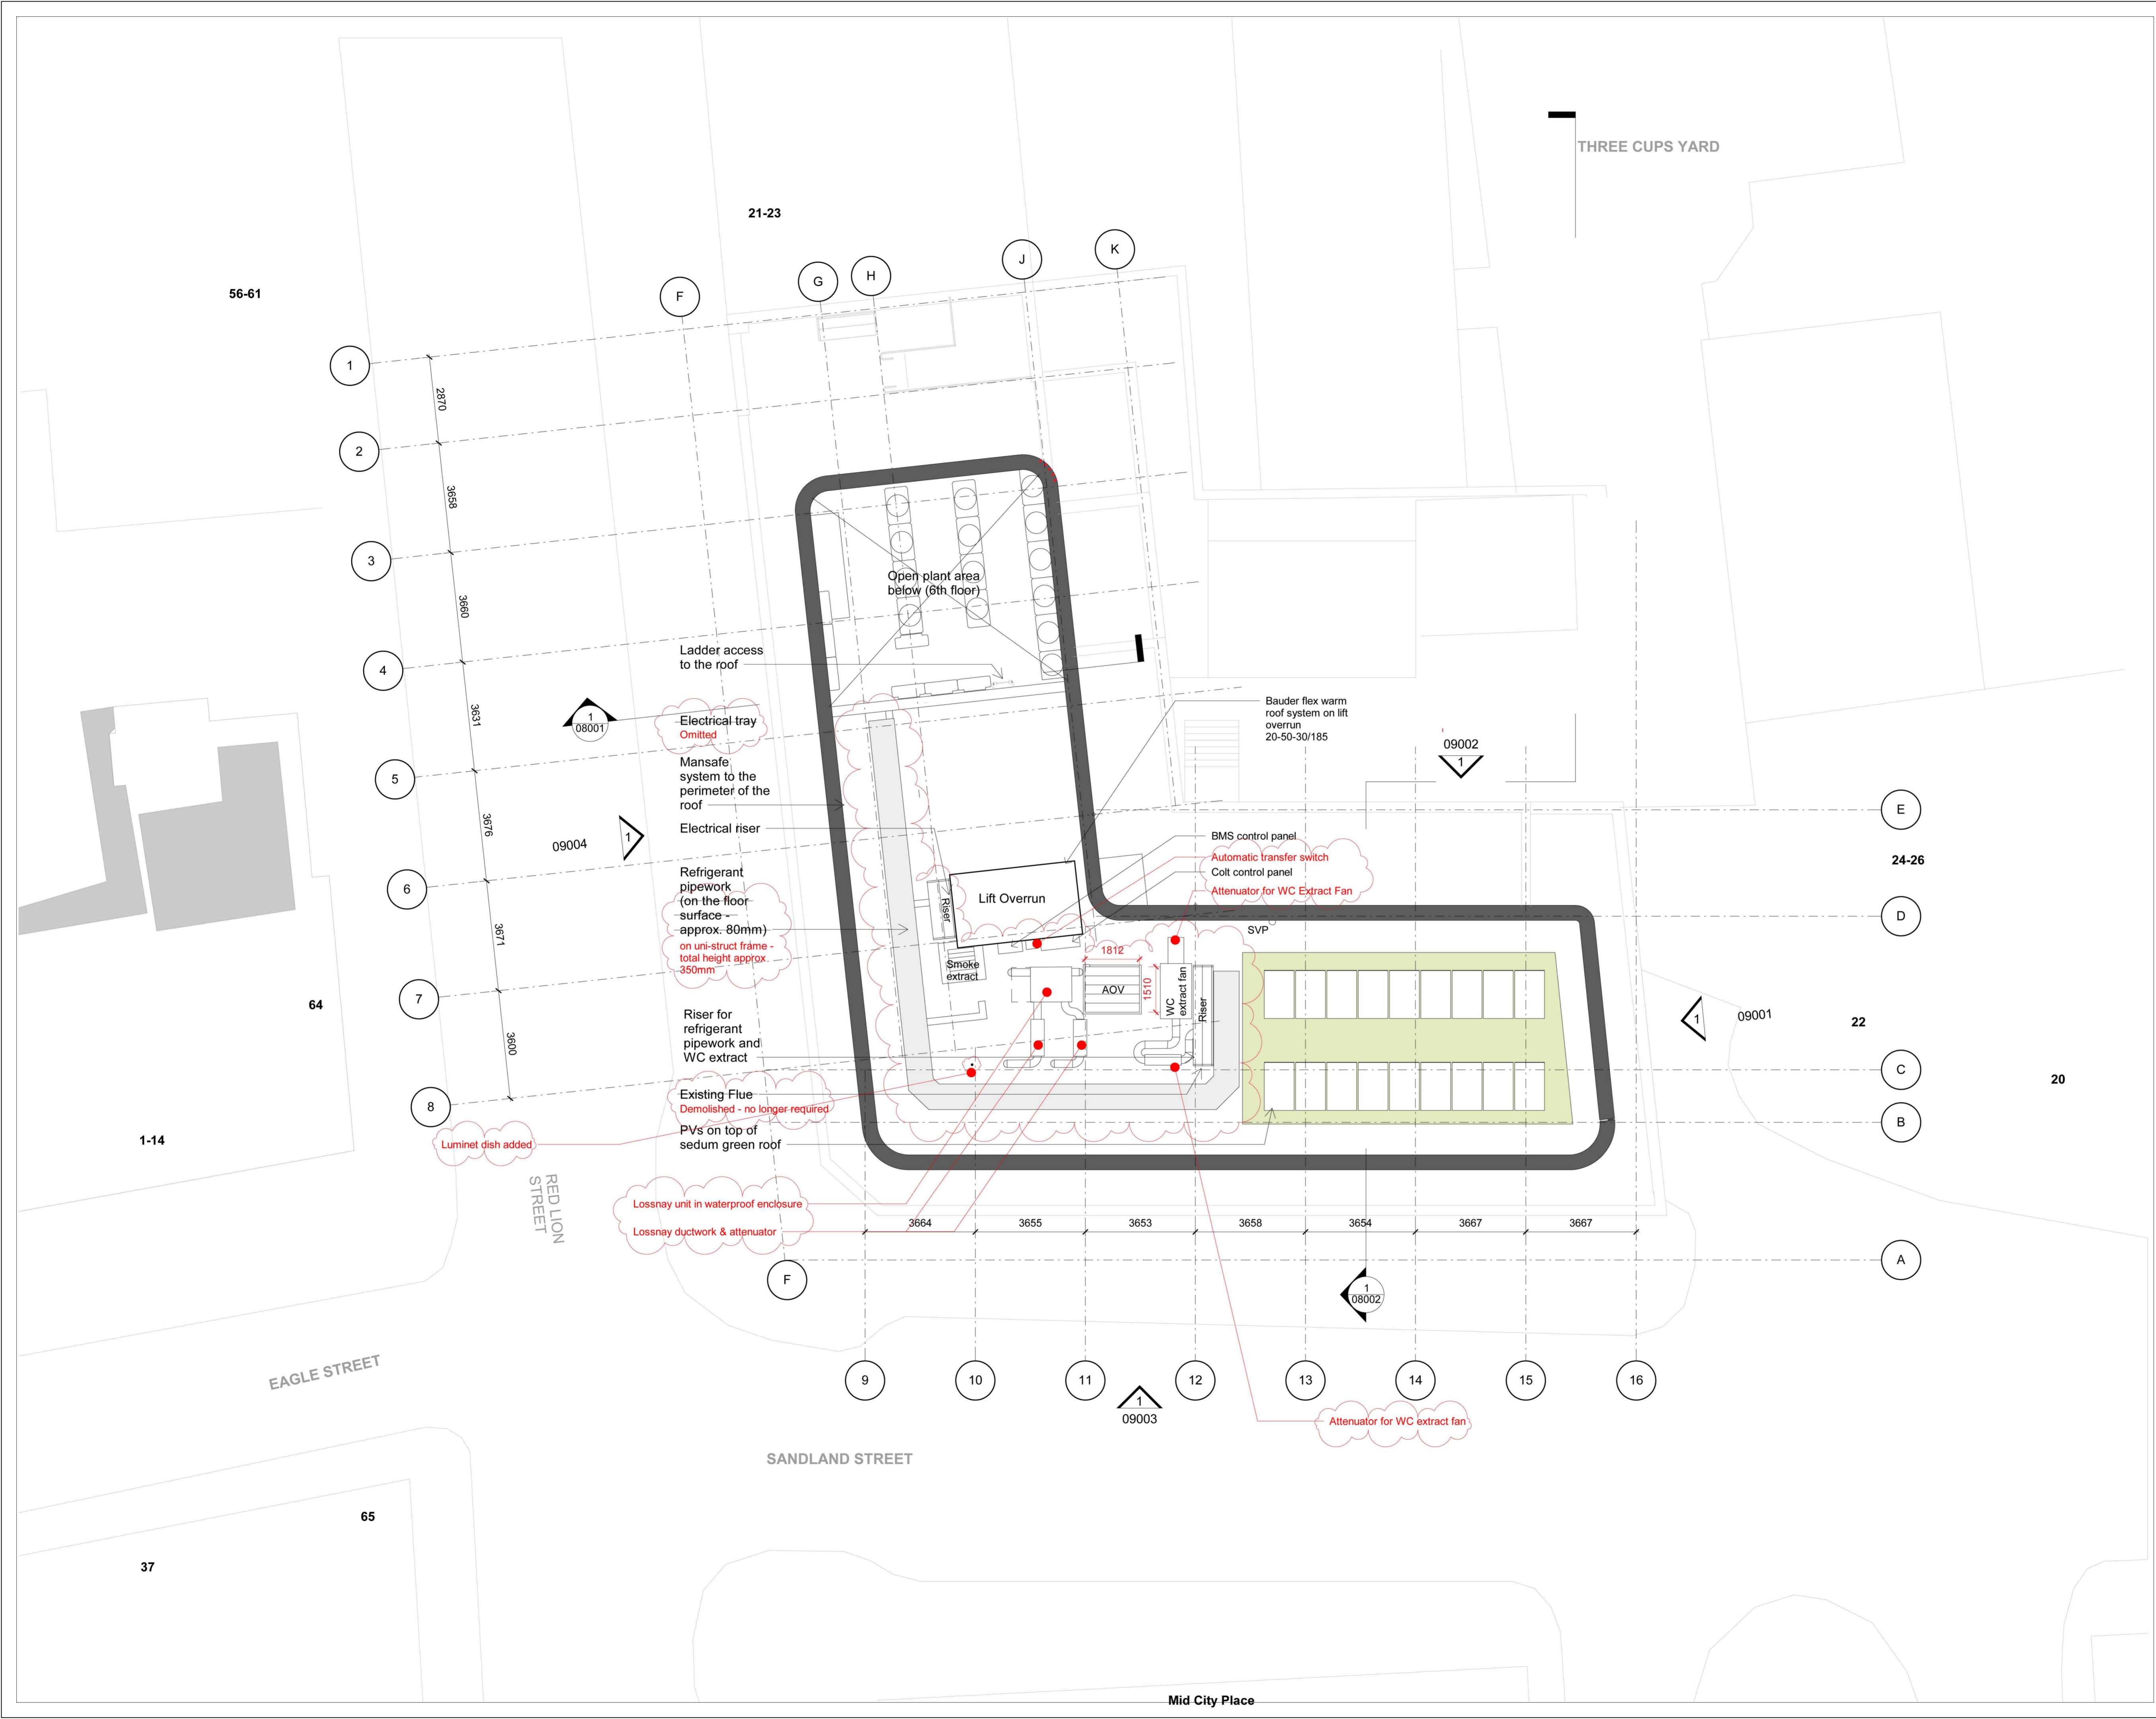 THREE CUPS YARD
21-23
56-61
F
G
H
J
K
1
2
3
4
5
6
7
8
2870
3658
3660
3631
3676
3671
3600
Open plant area
below (6th floor)
Ladder access
to the roof
1
08001
Electrical tray
Omitted
Mansafe
system to the
perimeter of the
roof
Electrical riser
09004
1
Refrigerant
pipework
(on the floor
surface -
approx. 80mm)
on uni-struct frame -
total height approx
350mm
Riser for
refrigerant
pipework and
WC extract
Existing Flue
Demolished - no longer required
PVs on top of
sedum green roof
Luminet dish added
Lossnay unit in waterproof enclosure
Lossnay ductwork & attenuator
Bauder flex warm
roof system on lift
overrun
20-50-30/185
09002
1
BMS control panel
Automatic transfer switch
Colt control panel
Attenuator for WC Extract Fan
Lift Overrun
Riser
Smoke
extract
1812
1510
AOV
WC
extract fan
Riser
SVP
E
D
C
B
A
24-26
1
09001
22
20
64
1-14
RED LION
STREET
3664
3655
3653
3658
3654
3667
3667
F
1
08002
9
10
11
12
13
14
15
16
1
09003
Attenuator for WC extract fan
EAGLE STREET
SANDLAND STREET
65
37
Mid City Place